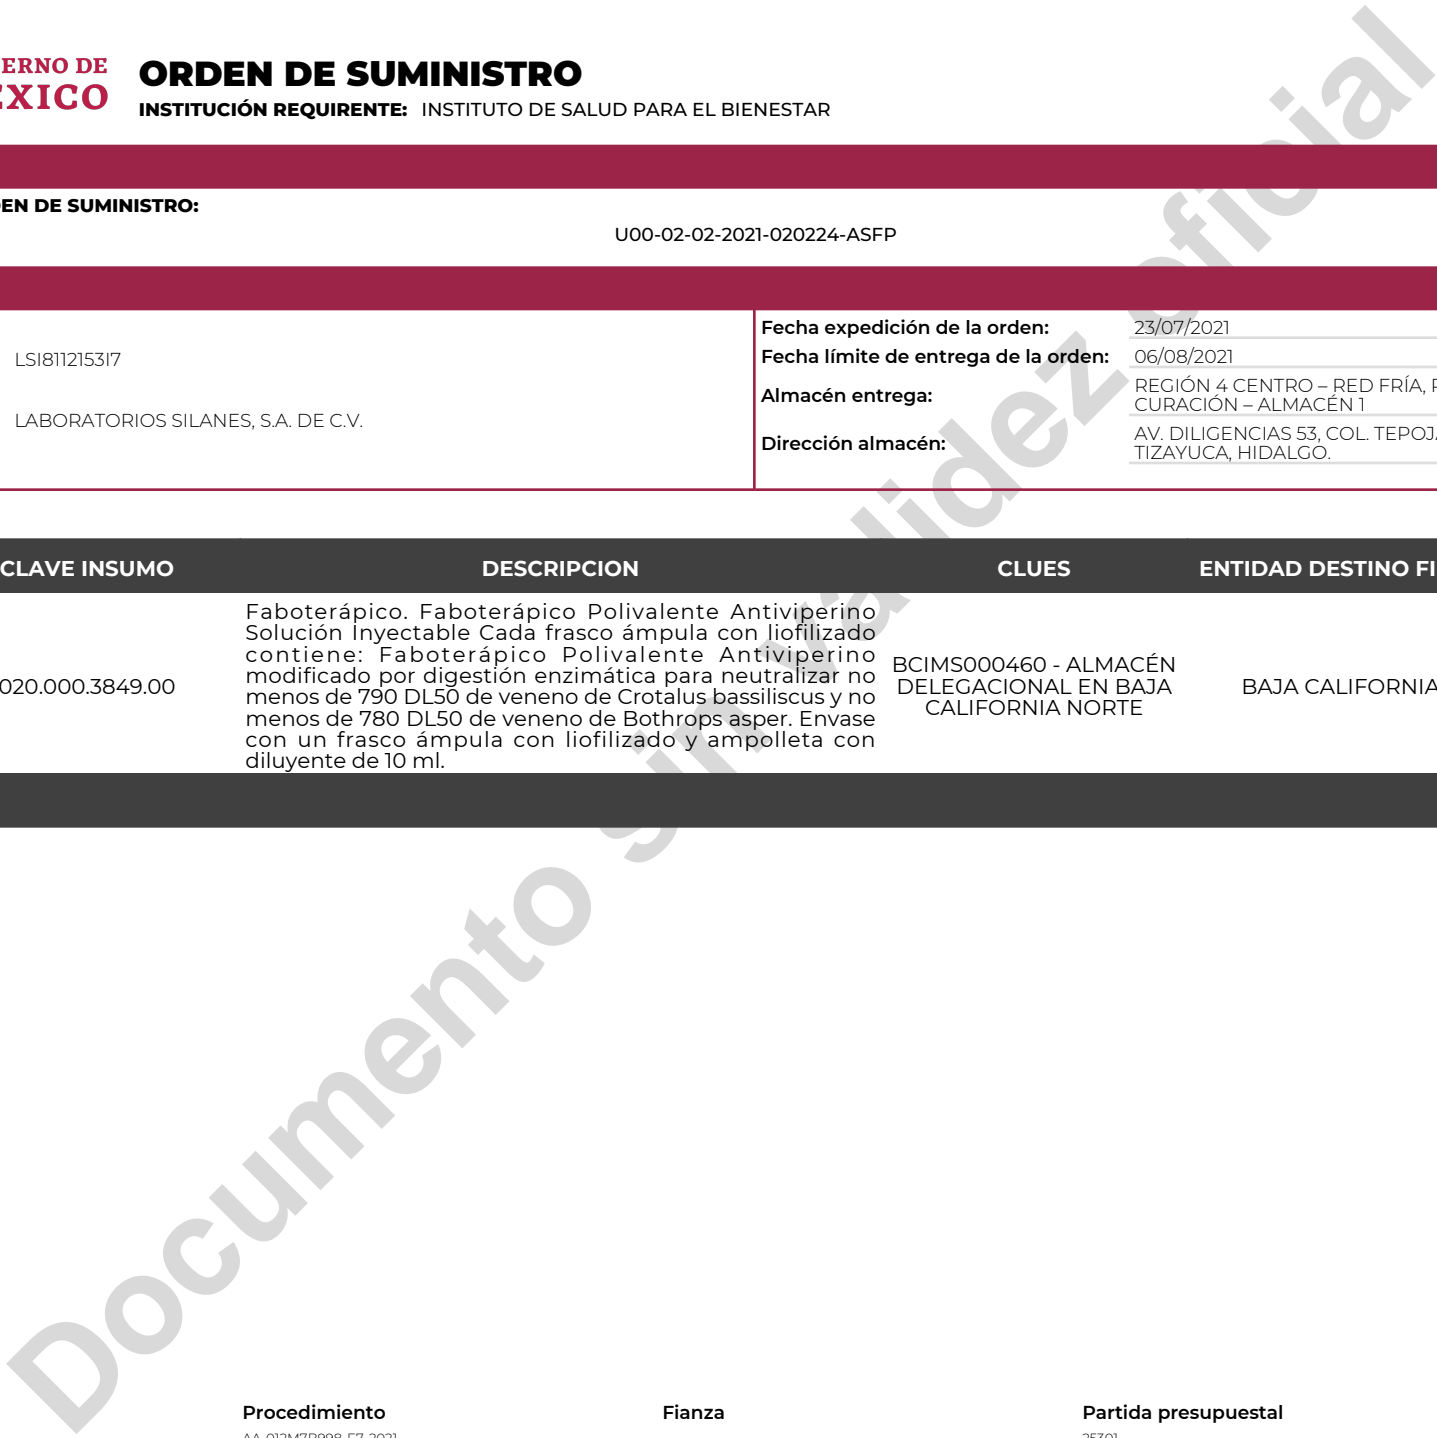 ERNO DE
ÉXICO
ORDEN DE SUMINISTRO
INSTITUCIÓN REQUIRENTE: INSTITUTO DE SALUD PARA EL BIENESTAR
EN DE SUMINISTRO:
U00-02-02-2021-020224-ASFP
LSI8112153I7
LABORATORIOS SILANES, S.A. DE C.V.
Fecha expedición de la orden: 23/07/2021
Fecha límite de entrega de la orden: 06/08/2021
Almacén entrega: REGIÓN 4 CENTRO – RED FRÍA,
CURACIÓN – ALMACÉN 1
Dirección almacén: AV. DILIGENCIAS 53, COL. TEPOJA
TIZAYUCA, HIDALGO.
CLAVE INSUMO DESCRIPCION CLUES ENTIDAD DESTINO FI
020.000.3849.00
Faboterápico. Faboterápico Polivalente Antiviperino
Solución Inyectable Cada frasco ámpula con liofilizado
contiene: Faboterápico Polivalente Antiviperino
modificado por digestión enzimática para neutralizar no
menos de 790 DL50 de veneno de Crotalus bassiliscus y no
menos de 780 DL50 de veneno de Bothrops asper. Envase
con un frasco ámpula con liofilizado y ampolleta con
diluyente de 10 ml.
BCIMS000460 - ALMACÉN
DELEGACIONAL EN BAJA
CALIFORNIA NORTE
BAJA CALIFORNIA
Documento sin validez oficial
Procedimiento Fianza Partida presupuestal